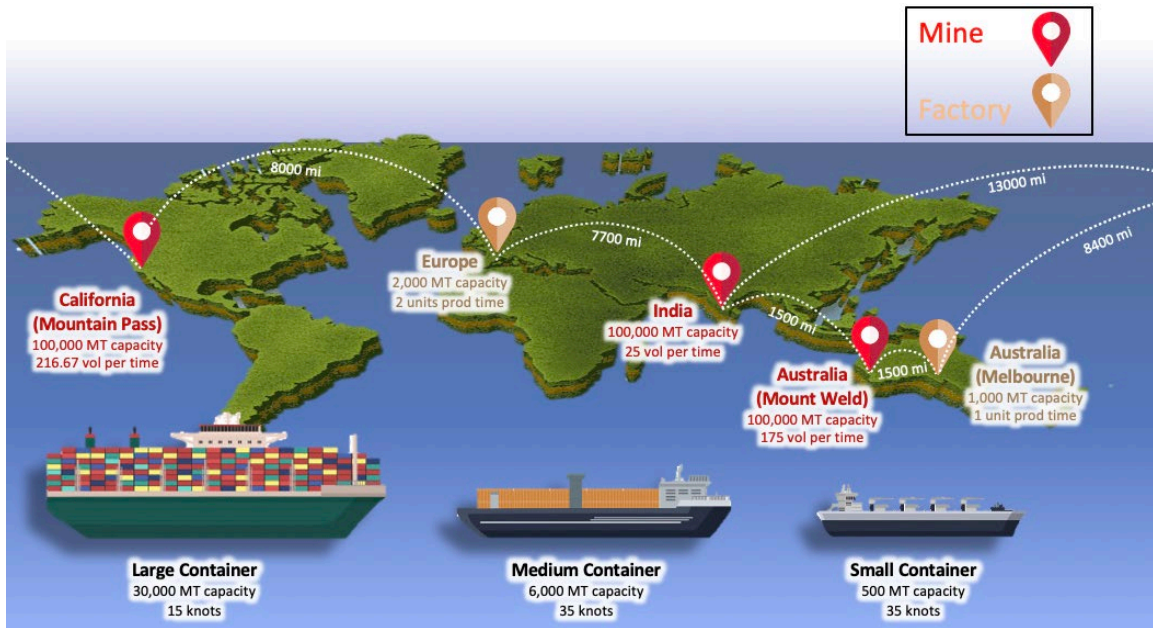 Mine
Factory
8000 mi
13000 mi
7700 mi
8400 mi
Europe
2,000 MT capacity
2 units prod time
California
(Mountain Pass)
100,000 MT capacity
216.67 vol per time
India
100,000 MT capacity
25 vol per time
1500 mi
1500 mi
Australia
(Mount Weld)
100,000 MT capacity
175 vol per time
Australia
(Melbourne)
1,000 MT capacity
1 unit prod time
Large Container
30,000 MT capacity
15 knots
Medium Container
6,000 MT capacity
35 knots
Small Container
500 MT capacity
35 knots